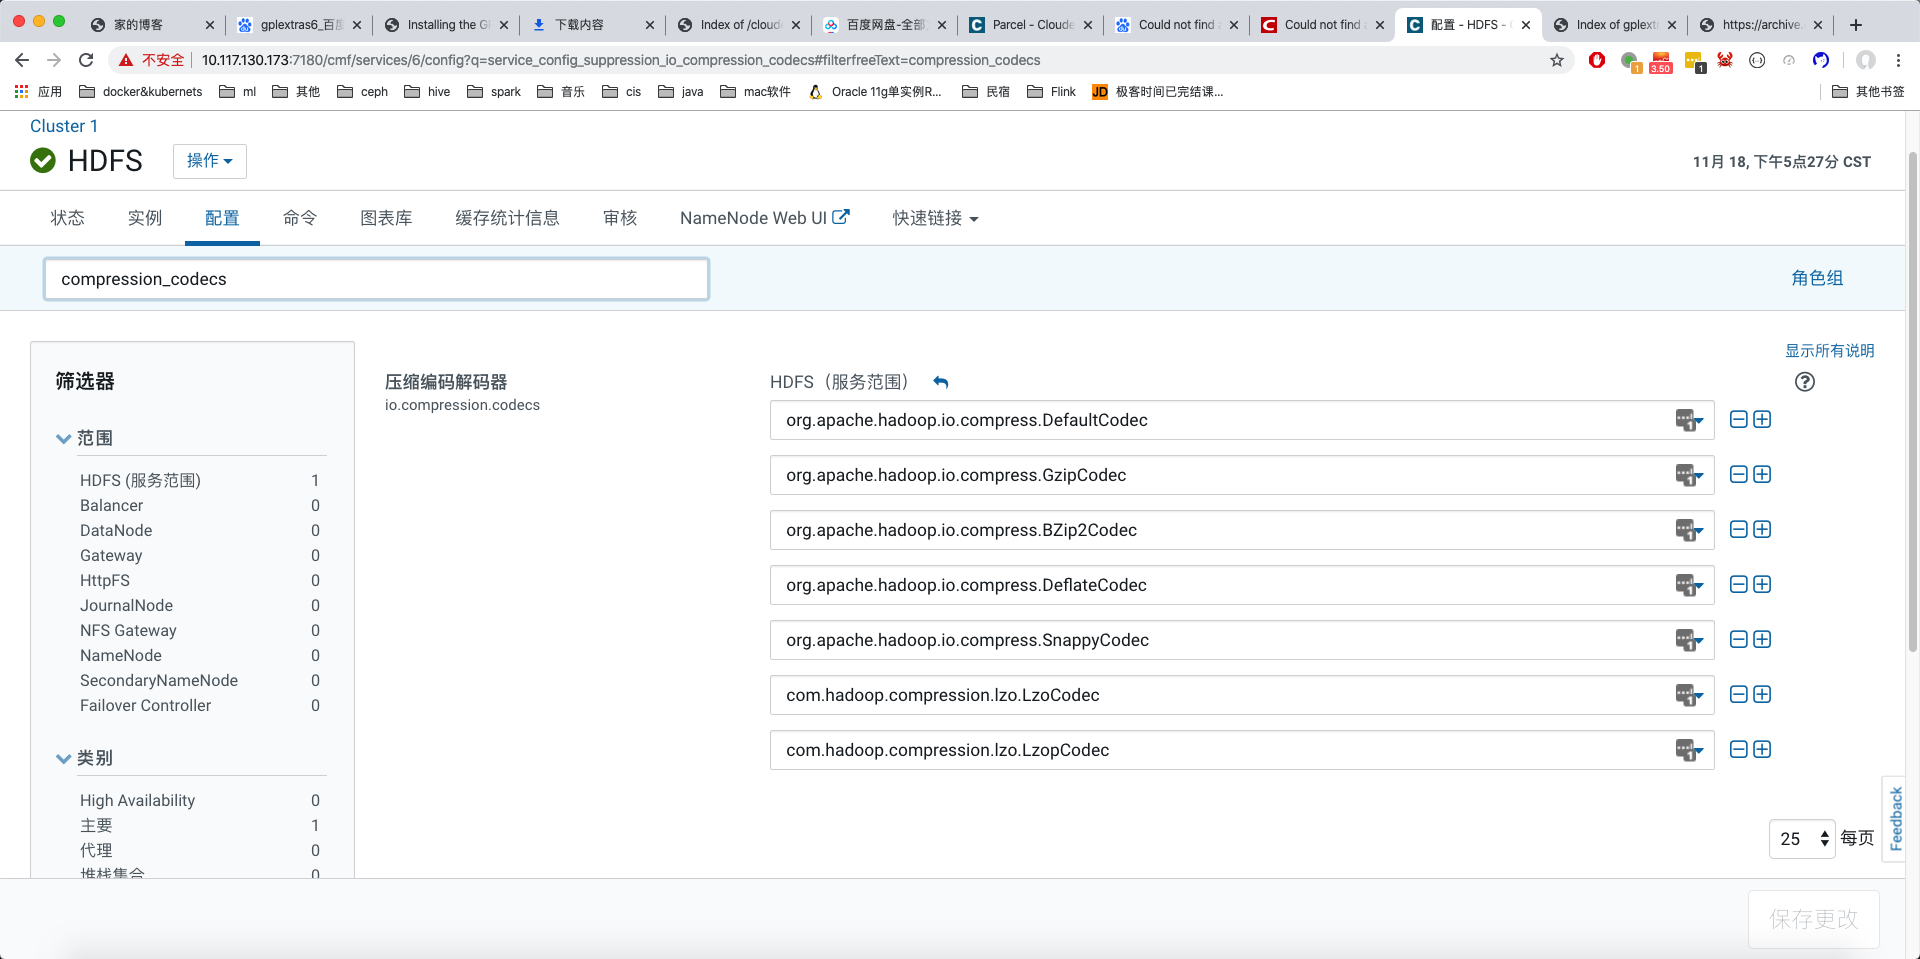 家的博客
gplextras6_百度
Installing the G
下载内容
Index of /cloud
百度网盘-全部
Parcel - Cloude
Could not find
Could not find
配置 - HDFS -
Index of gplext
https://archive.
不安全 10.117.130.173:7180/cmf/services/6/config?q=service_config_suppression_io_compression_codecs#filterfreeText=compression_codecs
1
3.50
1
应用 docker&kubernets ml 其他 ceph hive spark 音乐 cis java mac软件 Oracle 11g单实例R... 民宿 Flink JD 极客时间已完结课... 其他书签
Cluster 1
HDFS 操作
11月 18, 下午5点27分 CST
状态 实例 配置 命令 图表库 缓存统计信息 审核 NameNode Web UI 快速链接
compression_codecs
角色组
显示所有说明
筛选器
范围
HDFS (服务范围) 1
Balancer 0
DataNode 0
Gateway 0
HttpFS 0
JournalNode 0
NFS Gateway 0
NameNode 0
SecondaryNameNode 0
Failover Controller 0
类别
High Availability 0
主要 1
代理 0
堆栈集合 0
压缩编码解码器
io.compression.codecs
HDFS（服务范围）
org.apache.hadoop.io.compress.DefaultCodec
org.apache.hadoop.io.compress.GzipCodec
org.apache.hadoop.io.compress.BZip2Codec
org.apache.hadoop.io.compress.DeflateCodec
org.apache.hadoop.io.compress.SnappyCodec
com.hadoop.compression.lzo.LzoCodec
com.hadoop.compression.lzo.LzopCodec
25 每页
Feedback
保存更改